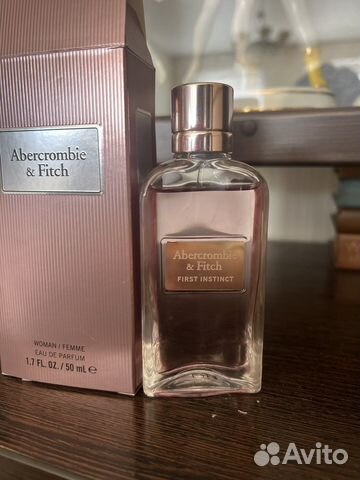 Abercrombie
& Fitch
WOMAN / FEMME
EAU DE PARFUM
1.7 FL. OZ. / 50 mL e
Abercrombie
& Fitch
FIRST INSTINCT
Avito